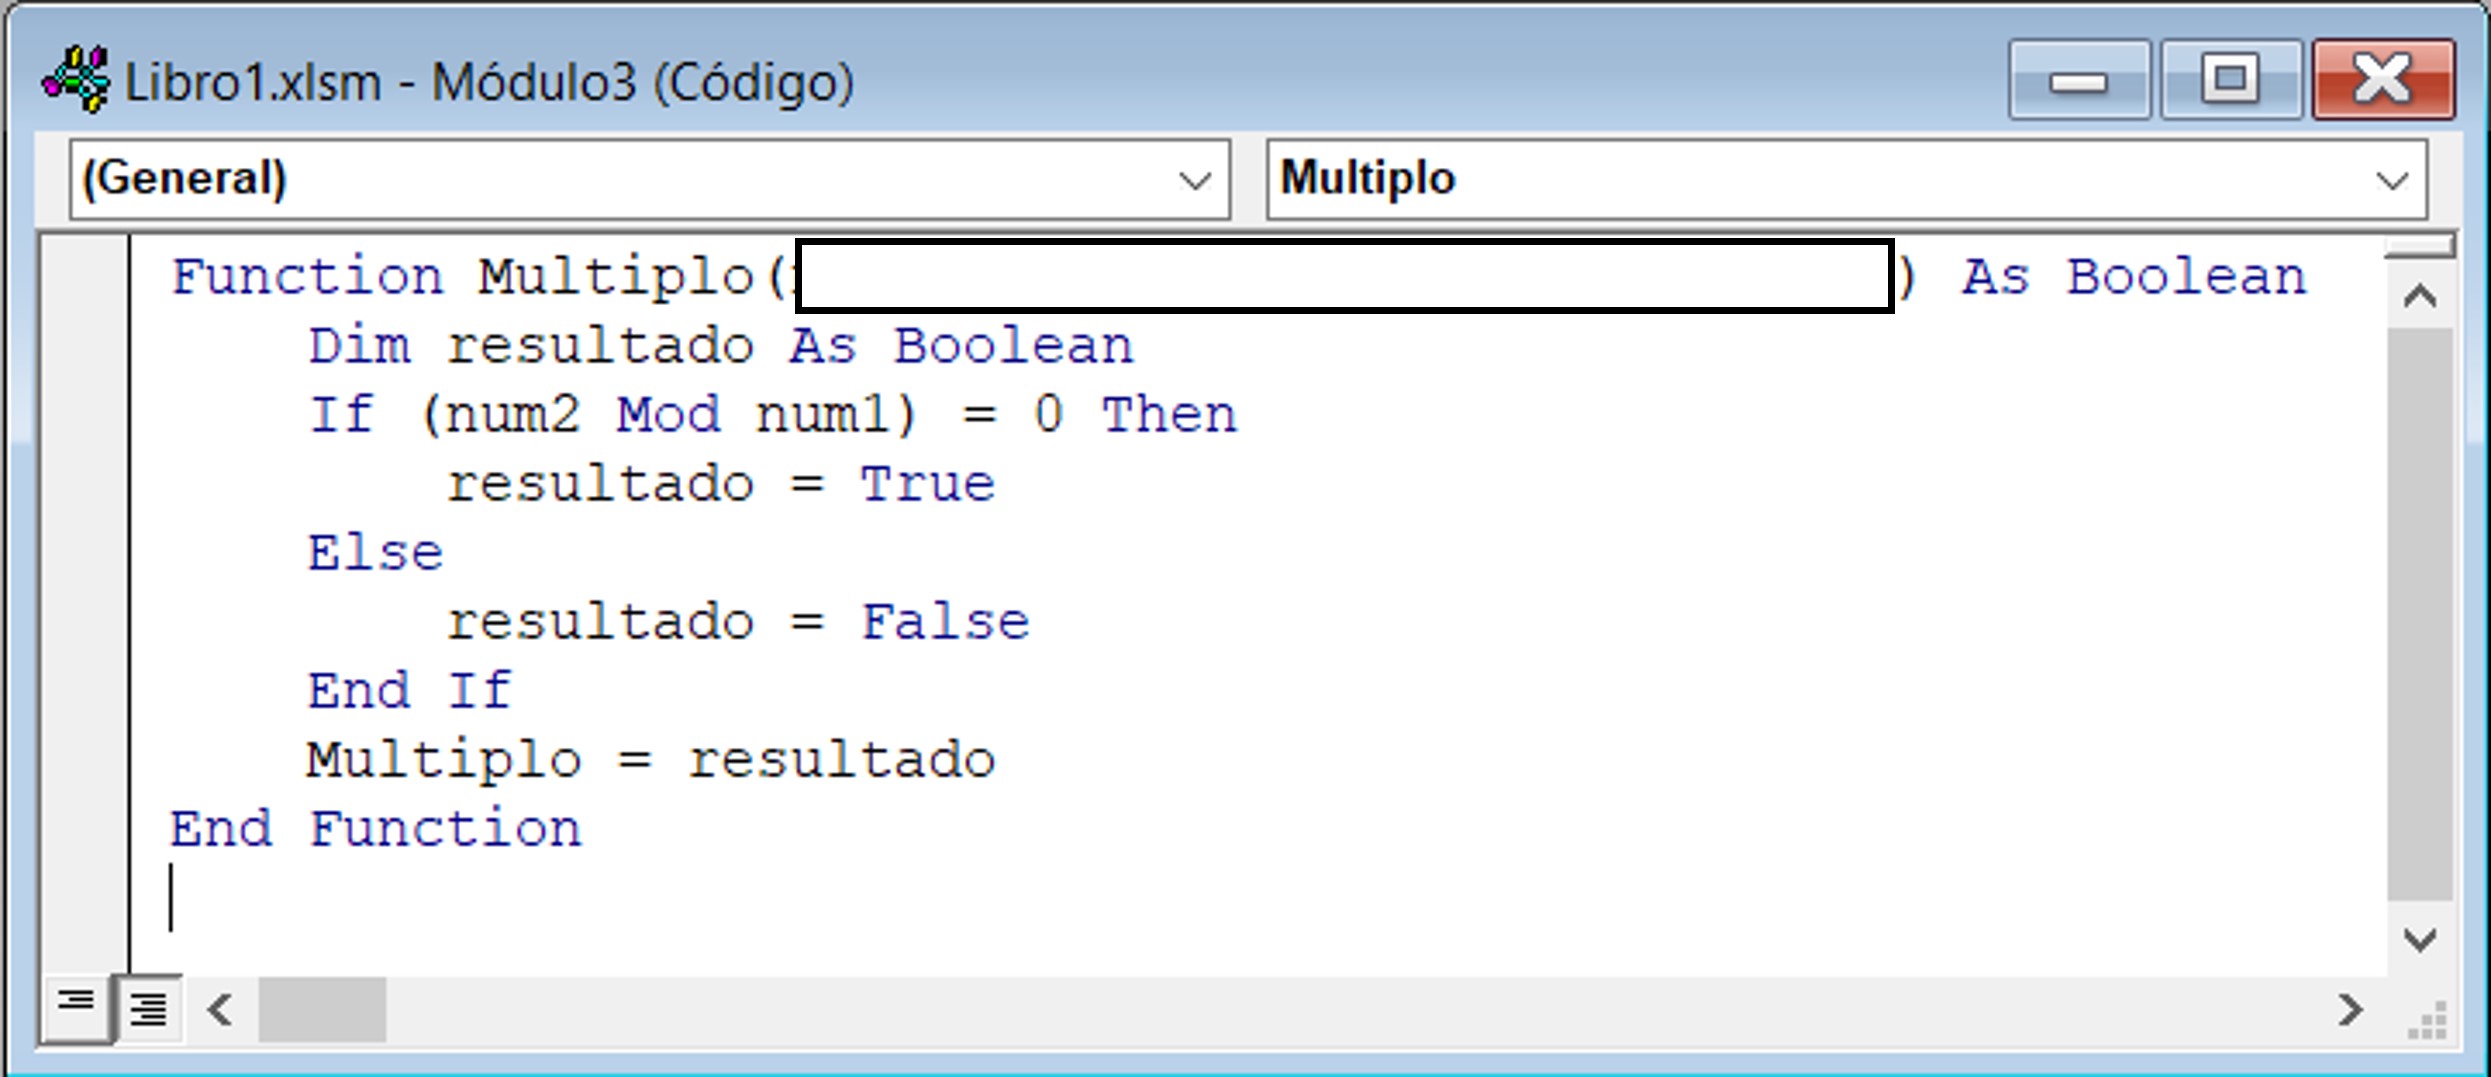 Libro1.xlsm - Módulo3 (Código)
(General) Multiplo
Function Multiplo( ) As Boolean
Dim resultado As Boolean
If (num2 Mod num1) = 0 Then
resultado = True
Else
resultado = False
End If
Multiplo = resultado
End Function